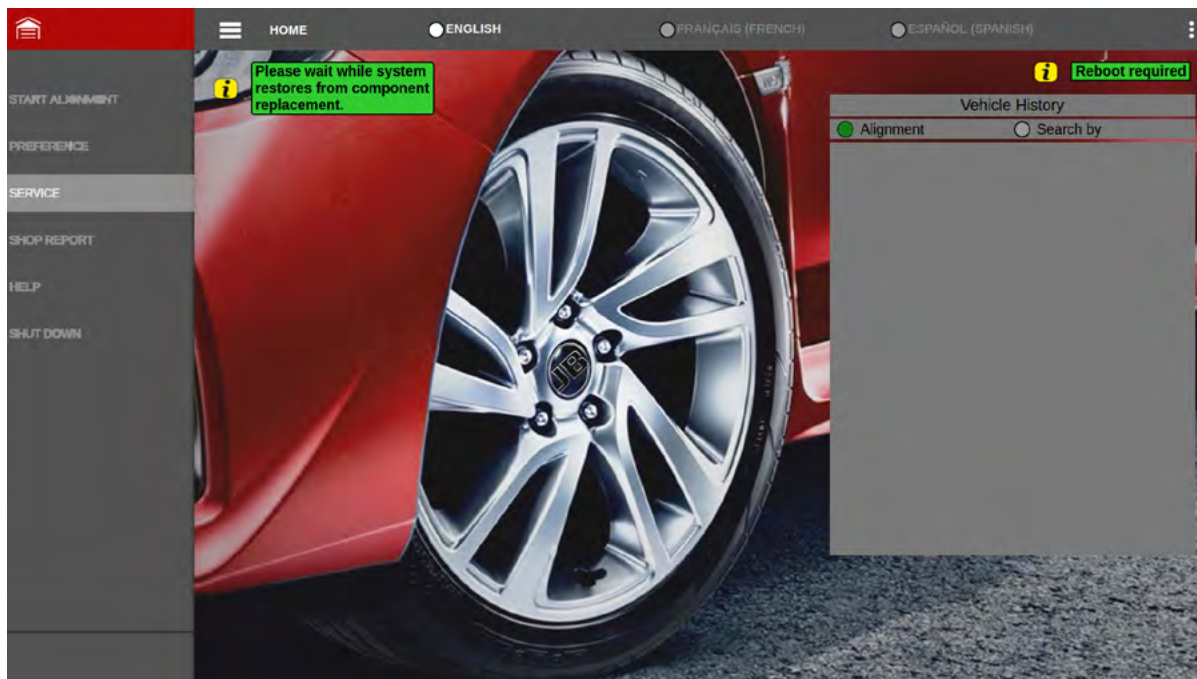 HOME
ENGLISH
FRANÇAIS (FRENCH)
ESPAÑOL (SPANISH)
Please wait while system
restores from component
replacement.
Reboot required
START ALIGNMENT
PREFERENCE
SERVICE
SHOP REPORT
HELP
SHUT DOWN
Vehicle History
Alignment
Search by
JB